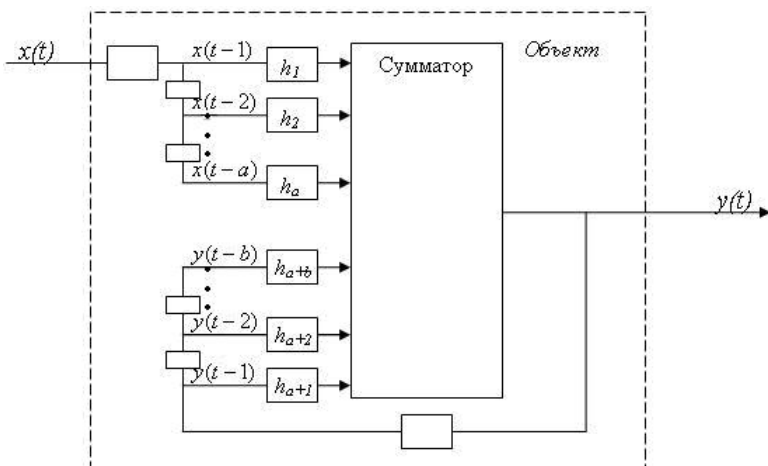 x(t)
x(t−1)
h1
Сумматор
Объект
x(t−2)
h2
x(t−a)
ha
y(t)
y(t−b)
ha+b
y(t−2)
ha+2
y(t−1)
ha+1